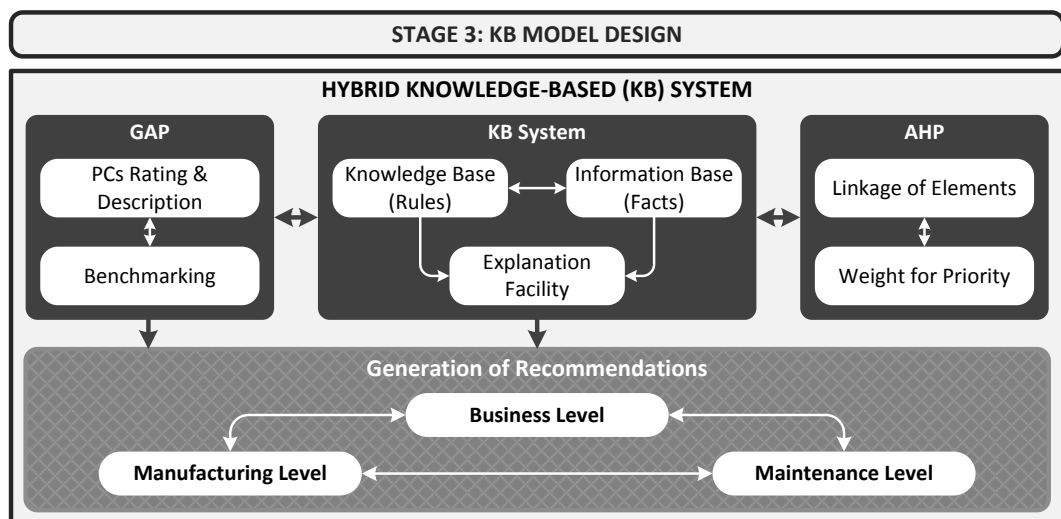 STAGE 3: KB MODEL DESIGN
HYBRID KNOWLEDGE-BASED (KB) SYSTEM
GAP
PCs Rating &
Description
Benchmarking
KB System
Knowledge Base
(Rules)
Information Base
(Facts)
Explanation
Facility
AHP
Linkage of Elements
Weight for Priority
Generation of Recommendations
Business Level
Manufacturing Level
Maintenance Level